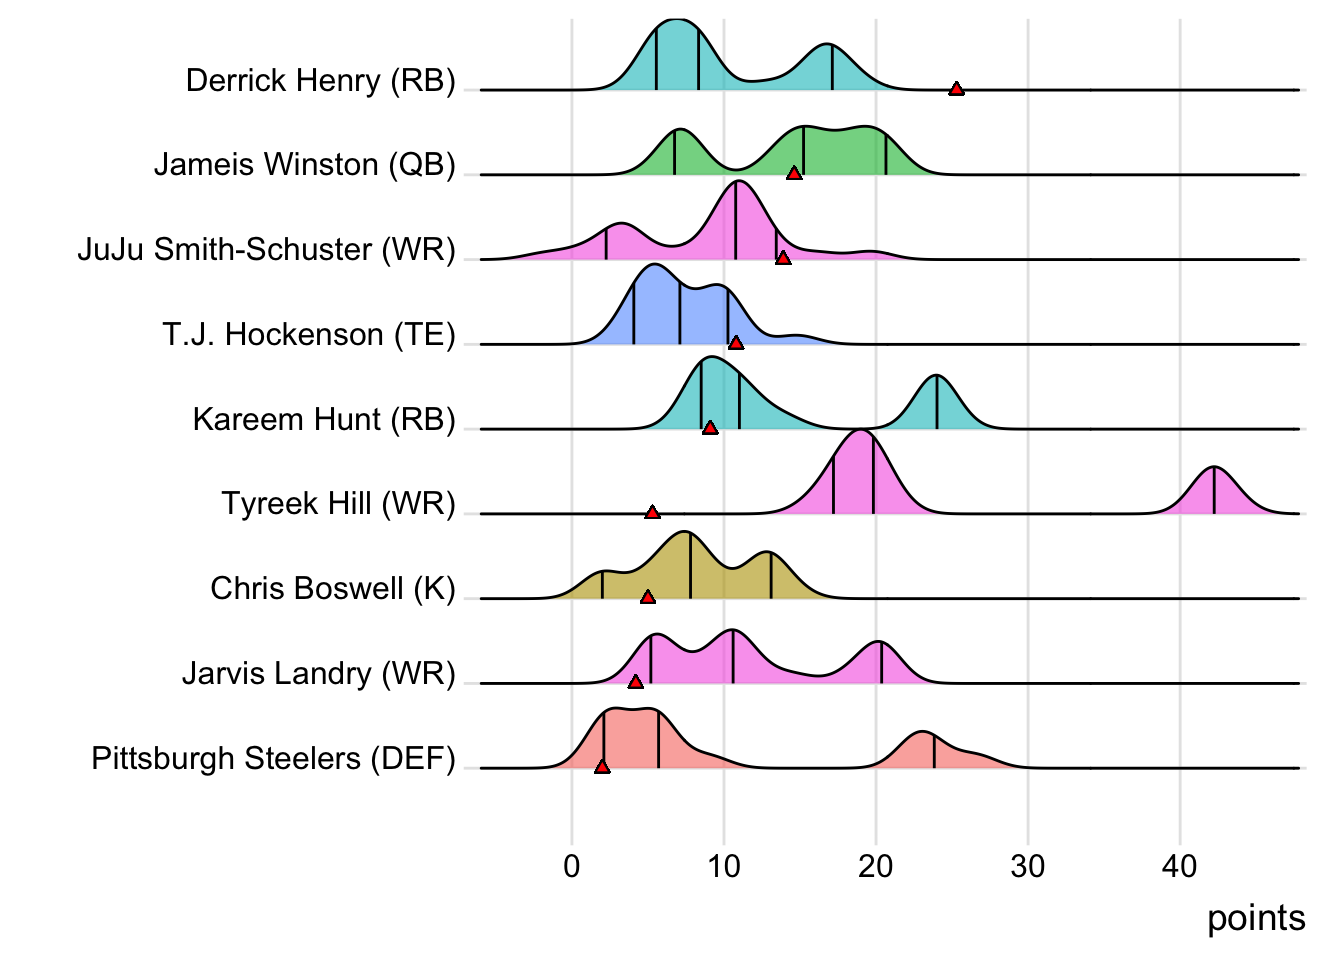 Derrick Henry (RB)
Jameis Winston (QB)
JuJu Smith-Schuster (WR)
T.J. Hockenson (TE)
Kareem Hunt (RB)
Tyreek Hill (WR)
Chris Boswell (K)
Jarvis Landry (WR)
Pittsburgh Steelers (DEF)
0 10 20 30 40
points